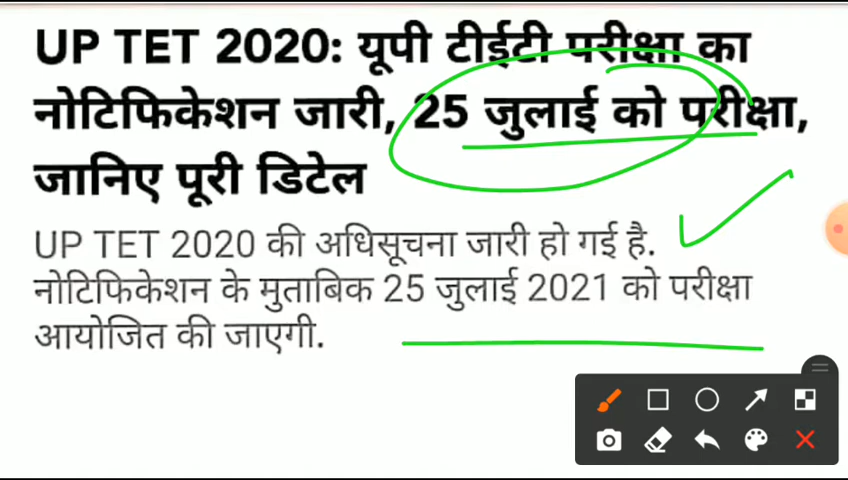 UP TET 2020: यूपी टीईटी परीक्षा का
नोटिफिकेशन जारी, 25 जुलाई को परीक्षा,
जानिए पूरी डिटेल
UP TET 2020 की अधिसूचना जारी हो गई है.
नोटिफिकेशन के मुताबिक 25 जुलाई 2021 को परीक्षा
आयोजित की जाएगी.